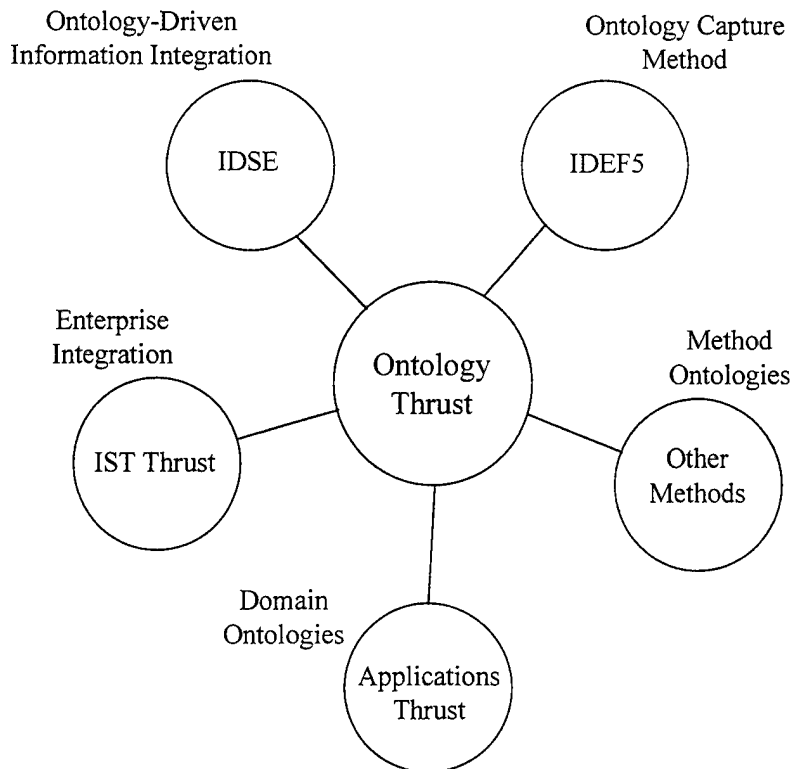 Ontology-Driven
Information Integration
IDSE
Ontology Capture
Method
IDEF5
Enterprise
Integration
IST Thrust
Ontology
Thrust
Method
Ontologies
Other
Methods
Domain
Ontologies
Applications
Thrust